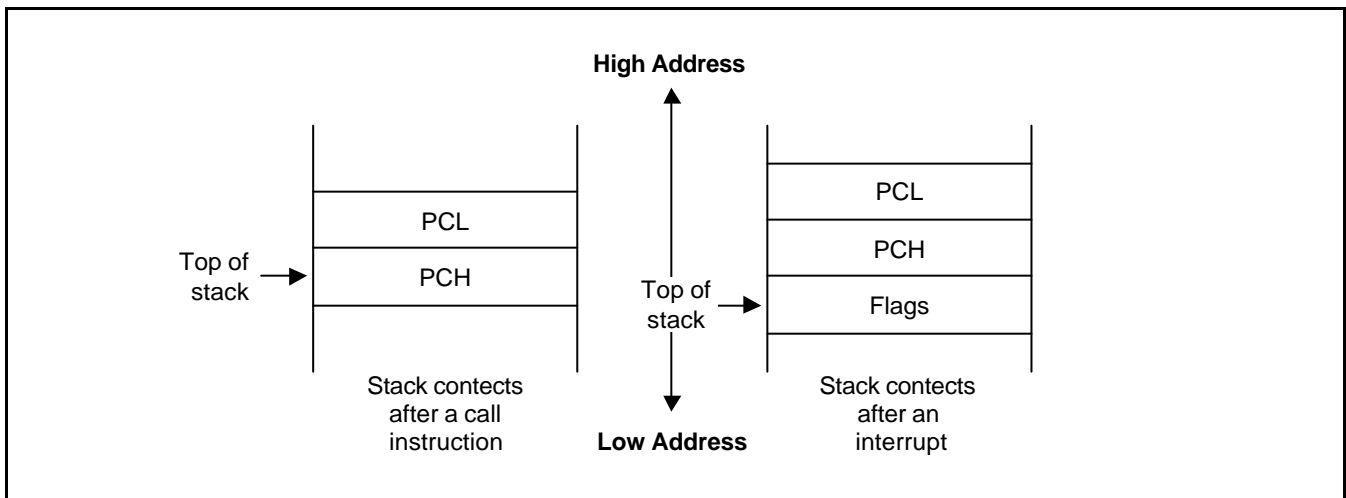 High Address
PCL
PCH
Top of
stack
Stack contects
after a call
instruction
PCL
PCH
Flags
Top of
stack
Stack contects
after an
interrupt
Low Address